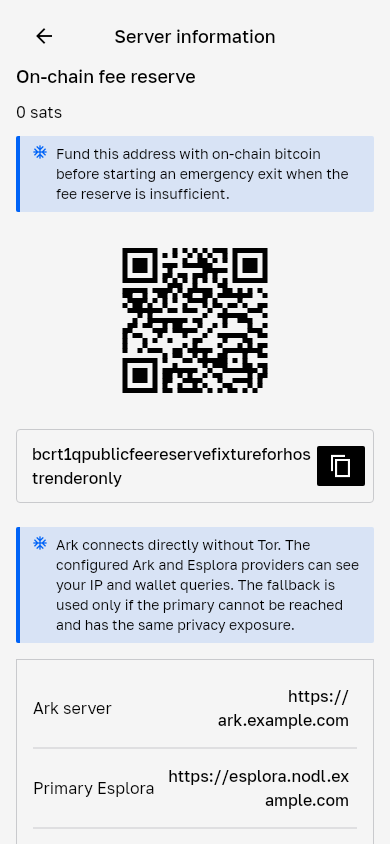 Server information
On-chain fee reserve
0 sats
Fund this address with on-chain bitcoin
before starting an emergency exit when the
fee reserve is insufficient.
bcrt1qpublicfeereservefixtureforhos
trenderonly
Ark connects directly without Tor. The
configured Ark and Esplora providers can see
your IP and wallet queries. The fallback is
used only if the primary cannot be reached
and has the same privacy exposure.
Ark server
https://
ark.example.com
Primary Esplora
https://esplora.nodl.ex
ample.com